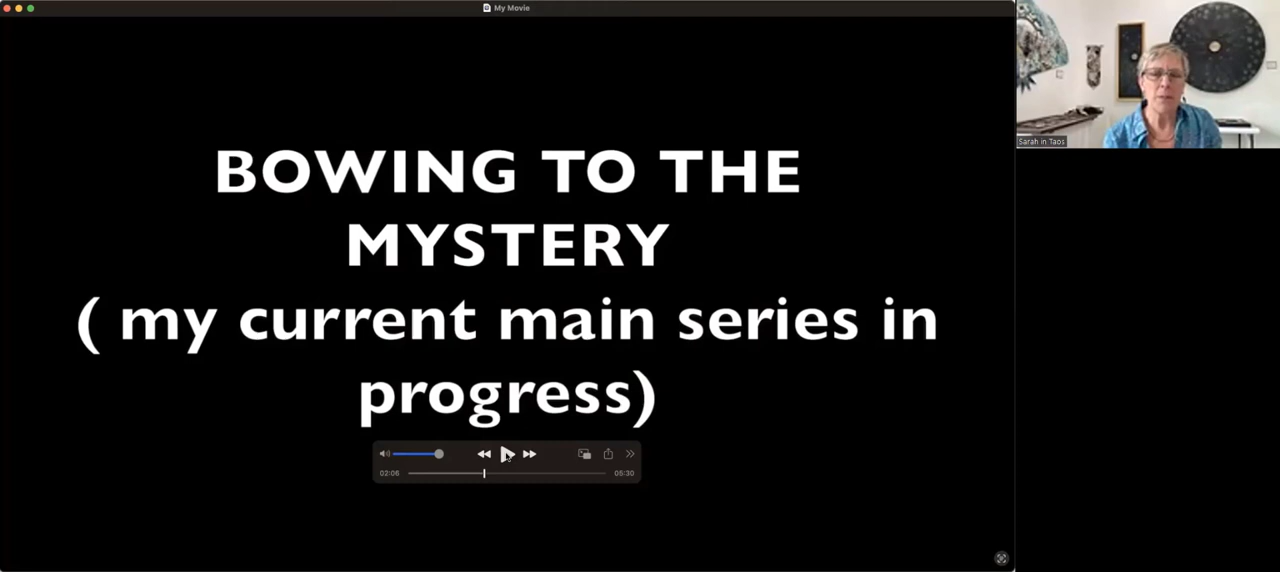 My Movie
BOWING TO THE
MYSTERY
( my current main series in
progress)
02:06
05:30
Sarah in Taos